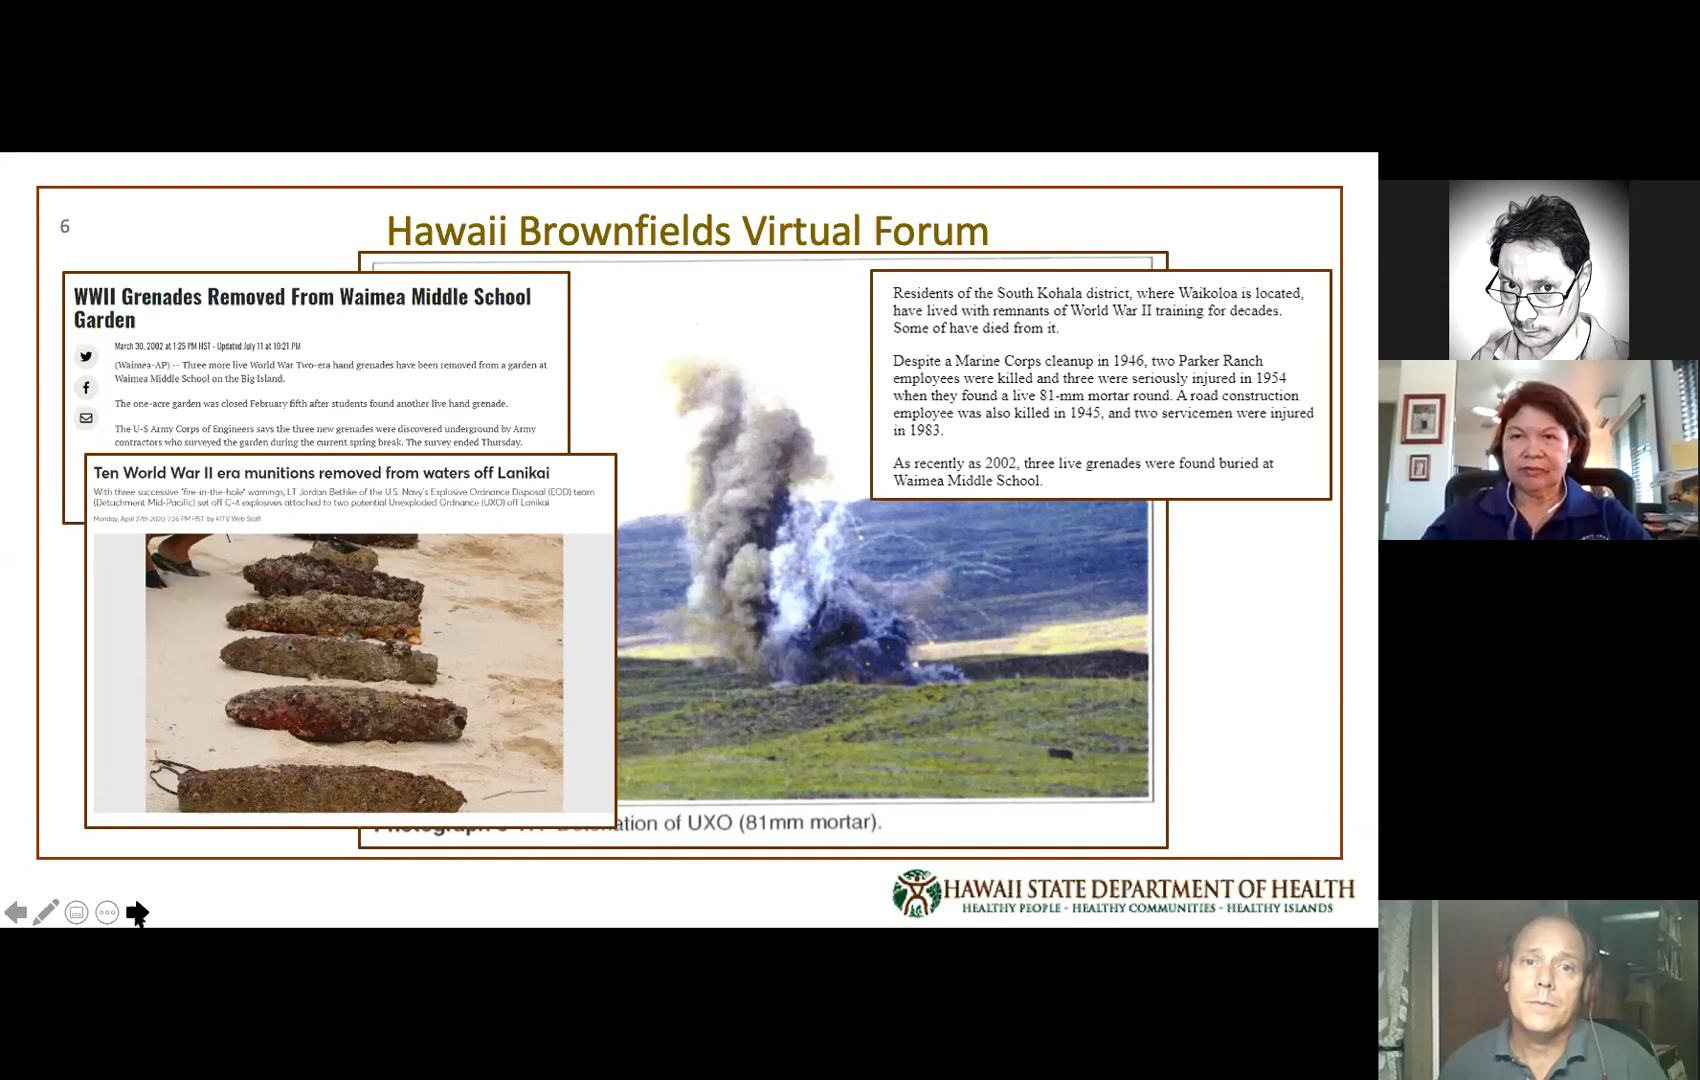 6
Hawaii Brownfields Virtual Forum
WWII Grenades Removed From Waimea Middle School
Garden
March 30, 2002 at 1:25 PM HST - Updated July 11 at 10:21 PM
(Waimea-AP) -- Three more live World War Two-era hand grenades have been removed from a garden at
Waimea Middle School on the Big Island.
The one-acre garden was closed February fifth after students found another live hand grenade.
The U-S Army Corps of Engineers says the three new grenades were discovered underground by Army
contractors who surveyed the garden during the current spring break. The survey ended Thursday.
Ten World War II era munitions removed from waters off Lanikai
With three successive "fire-in-the-hole" warnings, LT Jordan Bethke of the U.S. Navy's Explosive Ordnance Disposal (EOD) team
(Detachment Mid-Pacific) set off C-4 explosives attached to two potential Unexploded Ordnance (UXO) off Lanikai
Monday, April 27th 2020, 7:26 PM HST by KITV Web Staff
Residents of the South Kohala district, where Waikoloa is located,
have lived with remnants of World War II training for decades.
Some of have died from it.
Despite a Marine Corps cleanup in 1946, two Parker Ranch
employees were killed and three were seriously injured in 1954
when they found a live 81-mm mortar round. A road construction
employee was also killed in 1945, and two servicemen were injured
in 1983.
As recently as 2002, three live grenades were found buried at
Waimea Middle School.
of UXO (81mm mortar).
HAWAII STATE DEPARTMENT OF HEALTH
HEALTHY PEOPLE - HEALTHY COMMUNITIES - HEALTHY ISLANDS